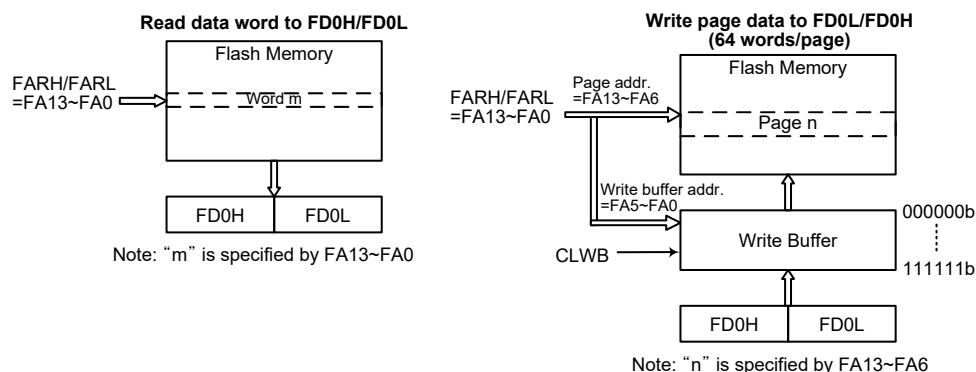 Read data word to FD0H/FD0L
Flash Memory
FARH/FARL
=FA13~FA0
Word m
FD0H
FD0L
Note: “m” is specified by FA13~FA0
Write page data to FD0L/FD0H
(64 words/page)
Flash Memory
FARH/FARL
=FA13~FA0
Page addr.
=FA13~FA6
Page n
Write buffer addr.
=FA5~FA0
CLWB
Write Buffer
000000b
111111b
FD0H
FD0L
Note: “n” is specified by FA13~FA6